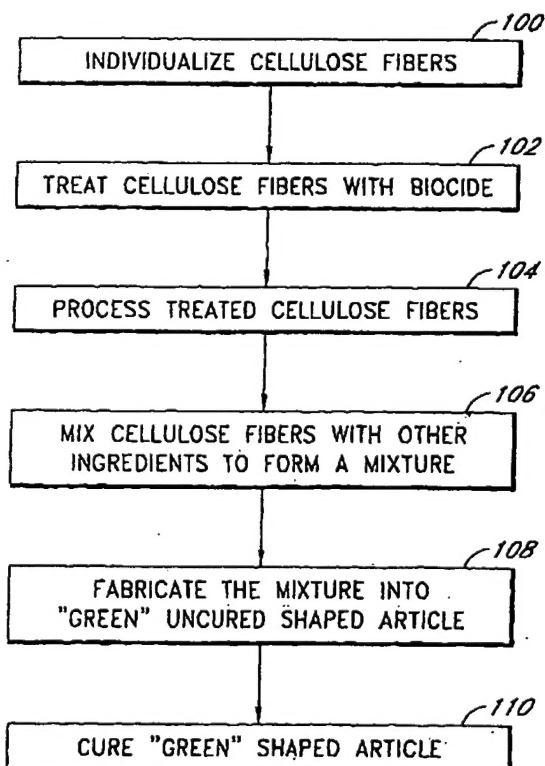 100
INDIVIDUALIZE CELLULOSE FIBERS
102
TREAT CELLULOSE FIBERS WITH BIOCIDE
104
PROCESS TREATED CELLULOSE FIBERS
106
MIX CELLULOSE FIBERS WITH OTHER
INGREDIENTS TO FORM A MIXTURE
108
FABRICATE THE MIXTURE INTO
"GREEN" UNCURED SHAPED ARTICLE
110
CURE "GREEN" SHAPED ARTICLE